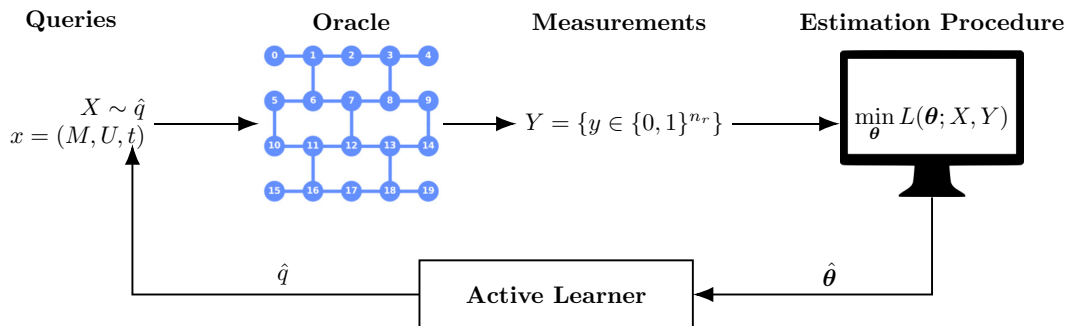 Queries
Oracle
Measurements
Estimation Procedure
0 1 2 3 4
5 6 7 8 9
10 11 12 13 14
15 16 17 18 19
X ∼ q̂
x = (M, U, t)
Y = {y ∈ {0, 1}^{n_r}}
min_θ L(θ; X, Y)
q̂
Active Learner
θ̂